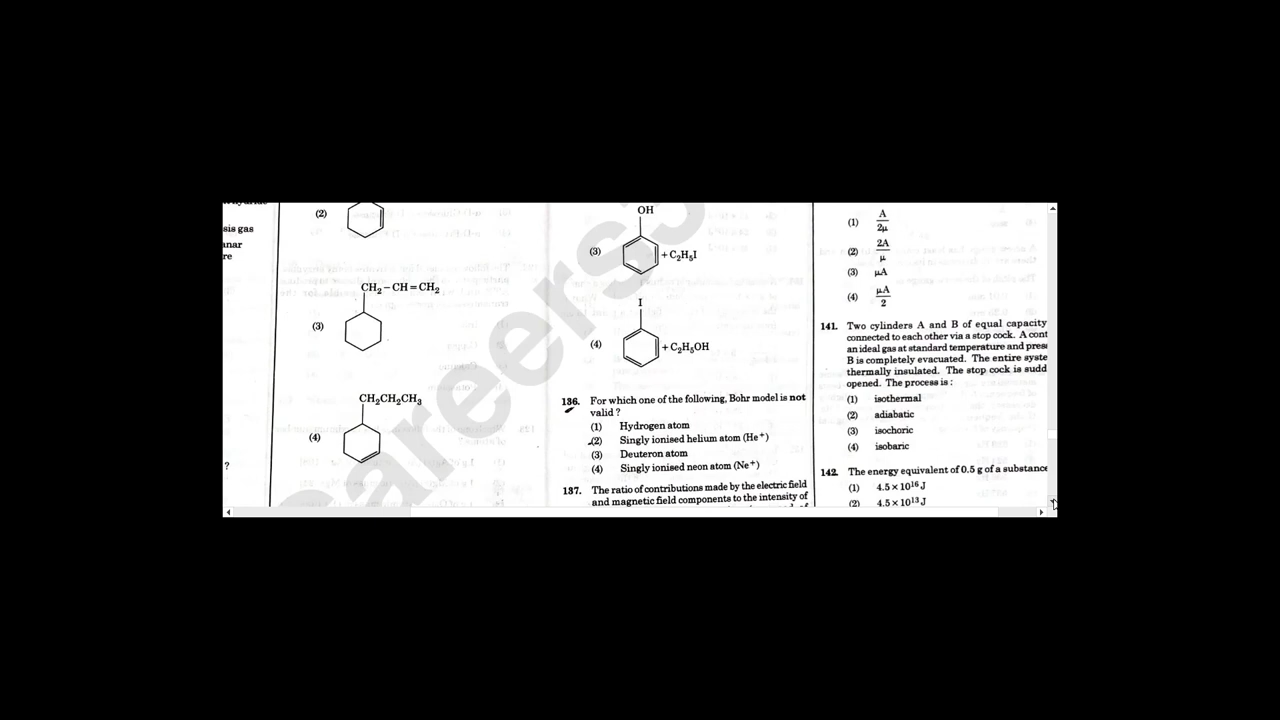 sis gas
anar
re
?
(2)
CH₂–CH=CH₂
(3)
CH₂CH₂CH₃
(4)
OH
(3) + C₂H₅I
I
(4) + C₂H₅OH
136. For which one of the following, Bohr model is not
valid ?
(1) Hydrogen atom
(2) Singly ionised helium atom (He⁺)
(3) Deuteron atom
(4) Singly ionised neon atom (Ne⁺)
137. The ratio of contributions made by the electric field
and magnetic field components to the intensity of
(1) A
2μ
(2) 2A
μ
(3) μA
(4) μA
2
141. Two cylinders A and B of equal capacity
connected to each other via a stop cock. A cont
an ideal gas at standard temperature and press
B is completely evacuated. The entire syste
thermally insulated. The stop cock is sudd
opened. The process is :
(1) isothermal
(2) adiabatic
(3) isochoric
(4) isobaric
142. The energy equivalent of 0.5 g of a substance
(1) 4.5 × 10¹⁶ J
(2) 4.5 × 10¹³ J
careers3